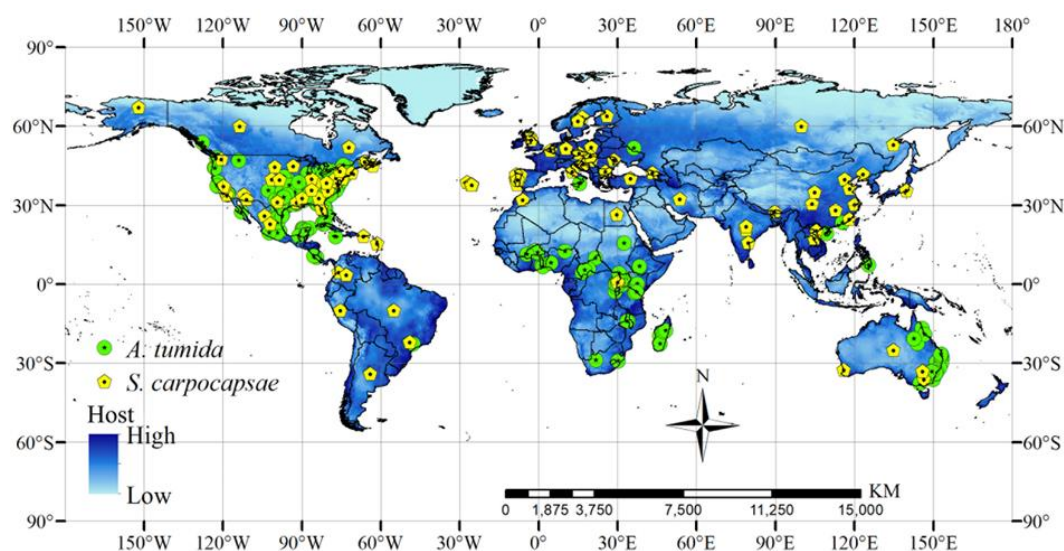 150°W 120°W 90°W 60°W 30°W 0° 30°E 60°E 90°E 120°E 150°E 180°
90° 90°
60°N 60°N
30°N 30°N
0° 0°
30°S 30°S
60°S 60°S
90° 90°
A. tumida
S. carpocapsae
Host
High
Low
N
KM
0 1,875 3,750 7,500 11,250 15,000
150°W 120°W 90°W 60°W 30°W 0° 30°E 60°E 90°E 120°E 150°E 180°